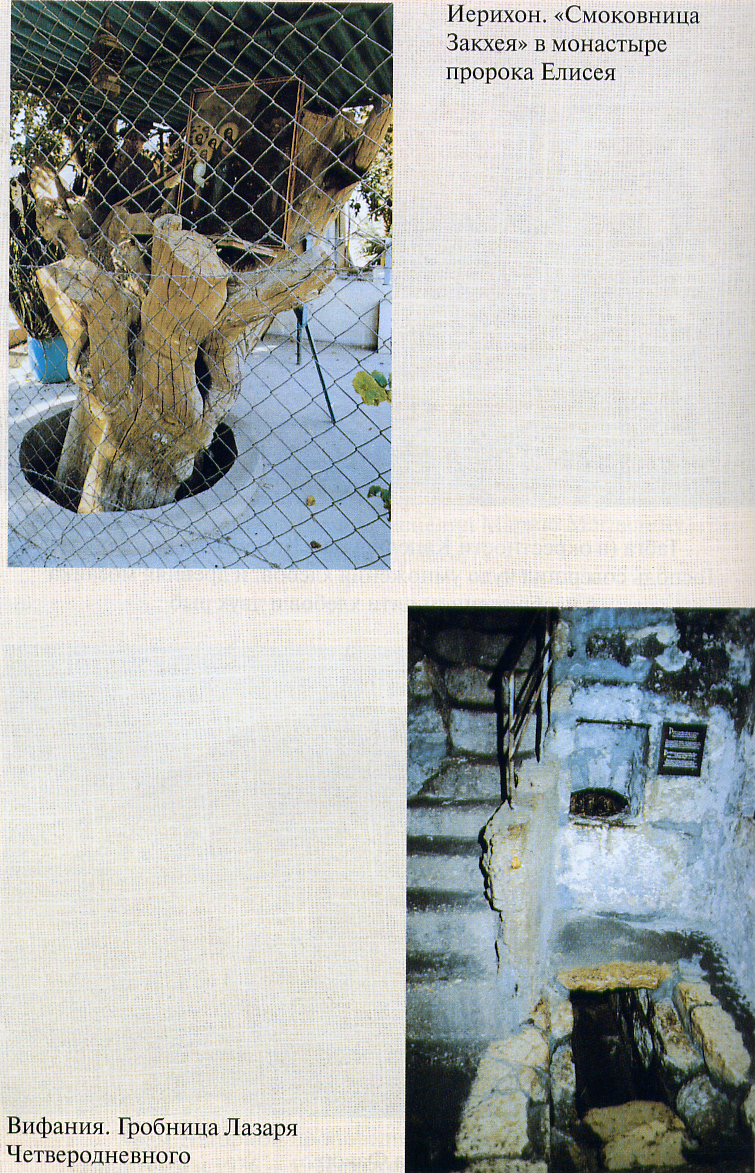 Иерихон. «Смоковница
Закхея» в монастыре
пророка Елисея
Вифания. Гробница Лазаря
Четверодневного